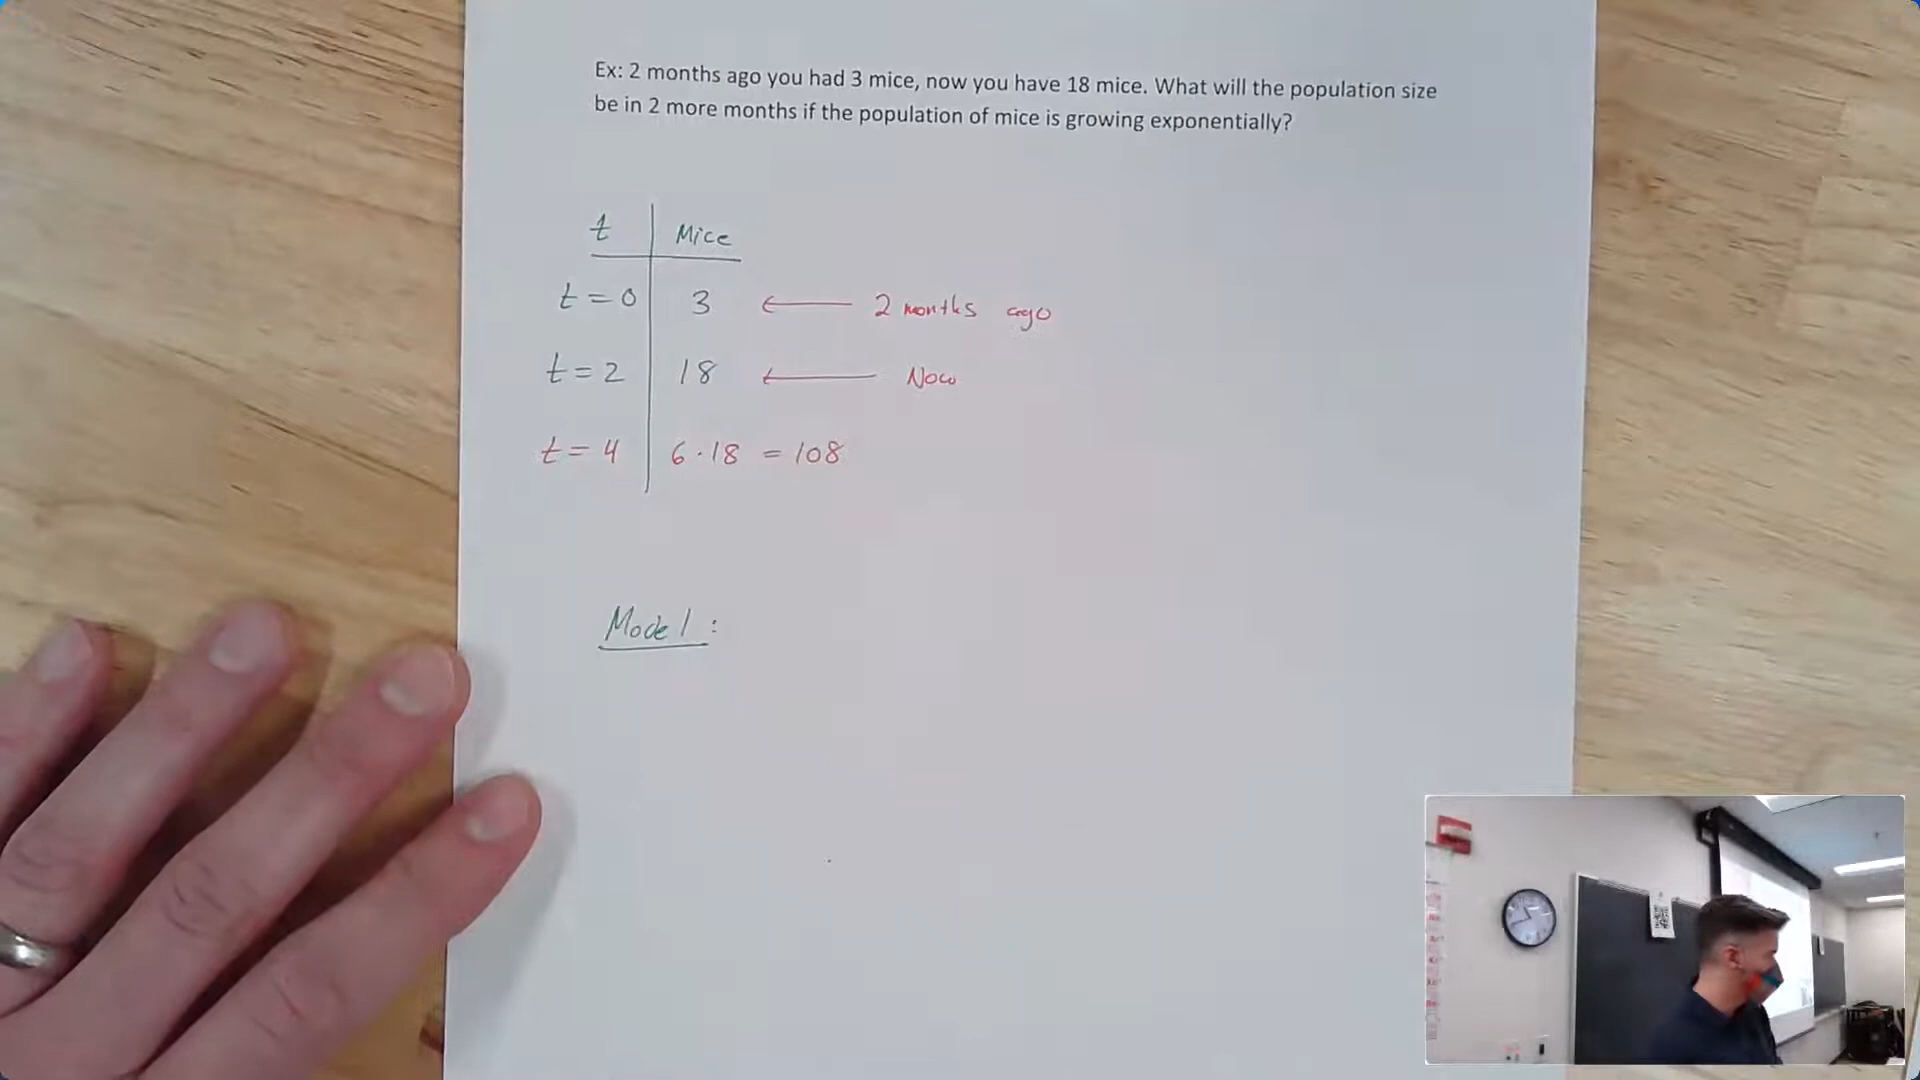 Ex: 2 months ago you had 3 mice, now you have 18 mice. What will the population size
be in 2 more months if the population of mice is growing exponentially?
t Mice
t = 0 3 ← 2 months ago
t = 2 18 ← Now
t = 4 6 · 18 = 108
Model :